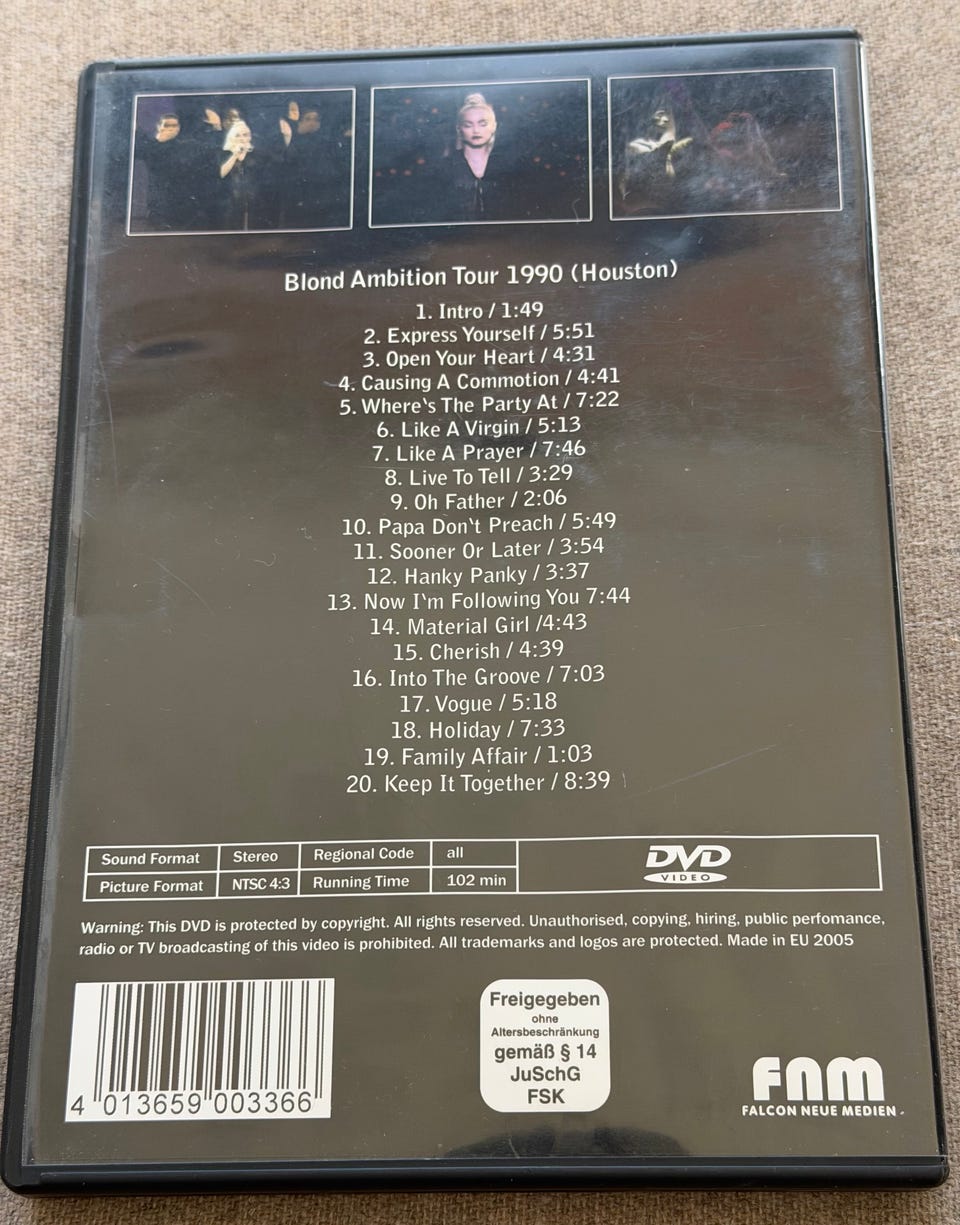 Blond Ambition Tour 1990 (Houston)
1. Intro / 1:49
2. Express Yourself / 5:51
3. Open Your Heart / 4:31
4. Causing A Commotion / 4:41
5. Where's The Party At / 7:22
6. Like A Virgin / 5:13
7. Like A Prayer / 7:46
8. Live To Tell / 3:29
9. Oh Father / 2:06
10. Papa Don't Preach / 5:49
11. Sooner Or Later / 3:54
12. Hanky Panky / 3:37
13. Now I'm Following You 7:44
14. Material Girl /4:43
15. Cherish / 4:39
16. Into The Groove / 7:03
17. Vogue / 5:18
18. Holiday / 7:33
19. Family Affair / 1:03
20. Keep It Together / 8:39
Sound Format Stereo Regional Code all
Picture Format NTSC 4:3 Running Time 102 min
DVD
VIDEO
Warning: This DVD is protected by copyright. All rights reserved. Unauthorised, copying, hiring, public perfomance,
radio or TV broadcasting of this video is prohibited. All trademarks and logos are protected. Made in EU 2005
4 013659 003366
Freigegeben
ohne
Altersbeschränkung
gemäß § 14
JuSchG
FSK
fnm
FALCON NEUE MEDIEN